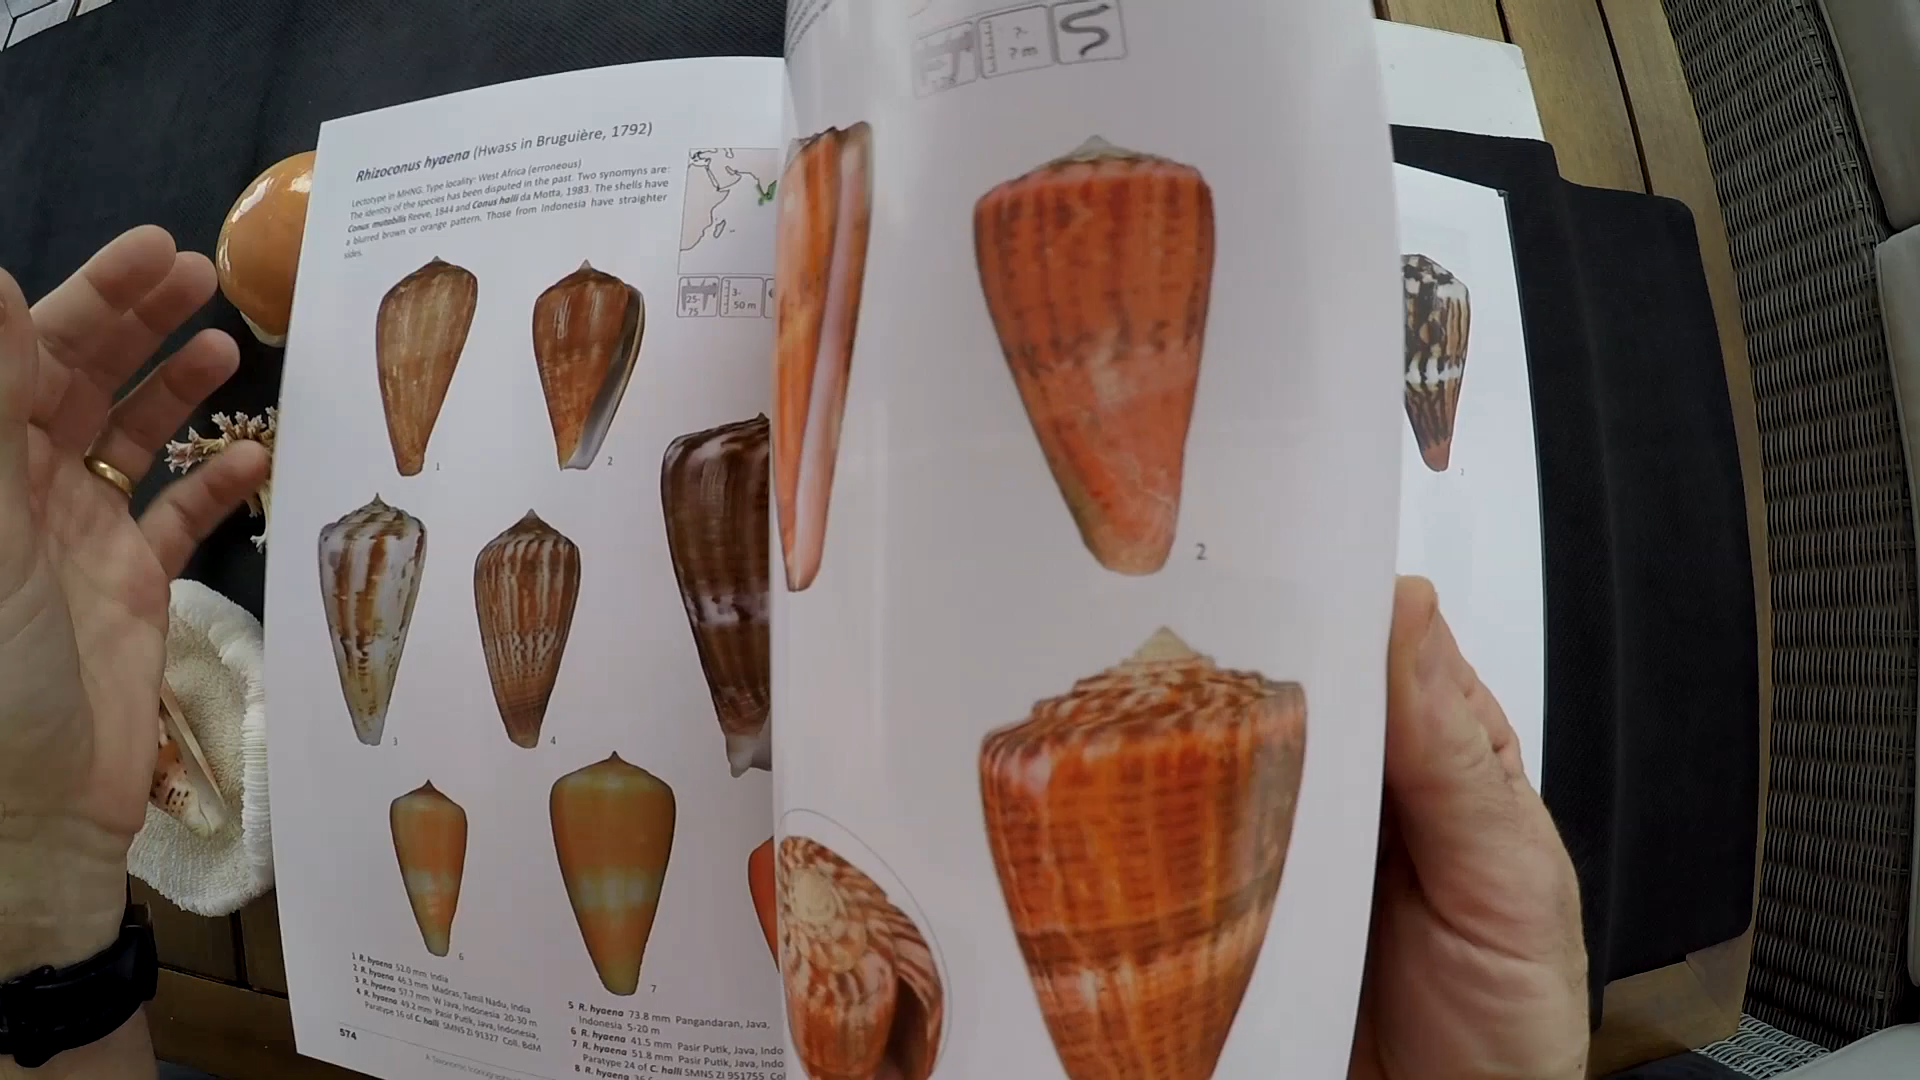 Rhizoconus hyaena (Hwass in Bruguière, 1792)
Lectotype in MHNG. Type locality: West Africa (erroneous)
The identity of the species has been disputed in the past. Two synomyms are:
Conus mutabilis Reeve, 1844 and Conus halli da Motta, 1983. The shells have
a blurred brown or orange pattern. Those from Indonesia have straighter
sides.
25-
75
3-
50 m
?-
? m
1
2
3
4
6
7
2
1 R. hyaena 52.0 mm India
2 R. hyaena 46.3 mm Madras, Tamil Nadu, India
3 R. hyaena 57.7 mm W Java, Indonesia 20-30 m
4 R. hyaena 49.2 mm Pasir Putik, Java, Indonesia,
Paratype 16 of C. halli SMNS ZI 91327 Coll. BdM
5 R. hyaena 73.8 mm Pangandaran, Java,
Indonesia 5-20 m
6 R. hyaena 41.5 mm Pasir Putik, Java, Indo
7 R. hyaena 51.8 mm Pasir Putik, Java, Indo
Paratype 24 of C. halli SMNS ZI 951755 Col
8 R. hyaena
574
A Taxonomic